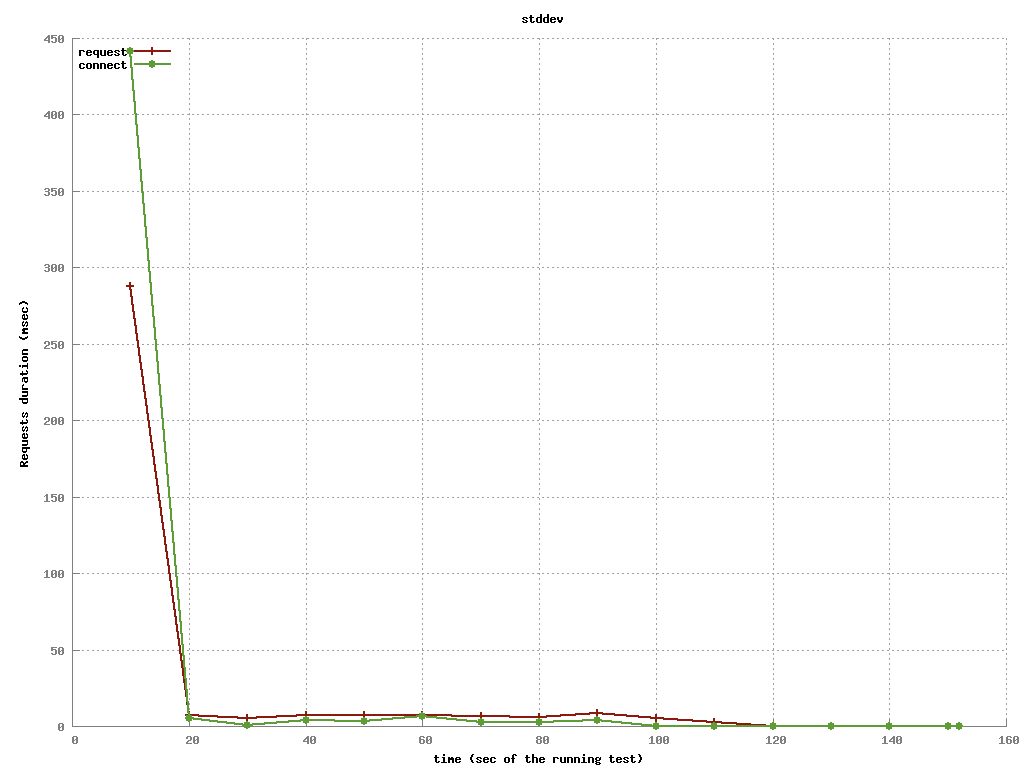 stddev
450
request
connect
400
350
300
250
200
150
100
50
0
0 20 40 60 80 100 120 140 160
Requests duration (msec)
time (sec of the running test)